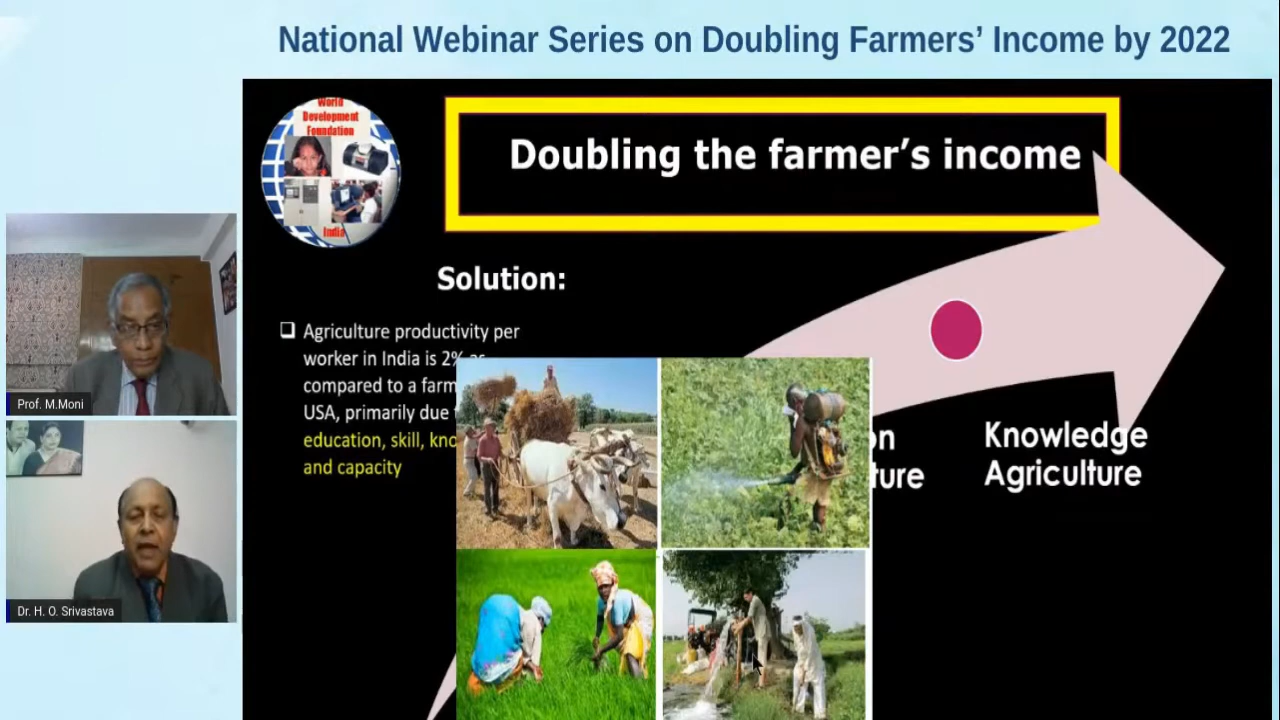 National Webinar Series on Doubling Farmers' Income by 2022
World
Development
Foundation
India
Doubling the farmer's income
Solution:
❑ Agriculture productivity per
worker in India is 2%
compared to a farm
USA, primarily due
education, skill,
and capacity
Knowledge
Agriculture
Prof. M.Moni
Dr. H. O. Srivastava